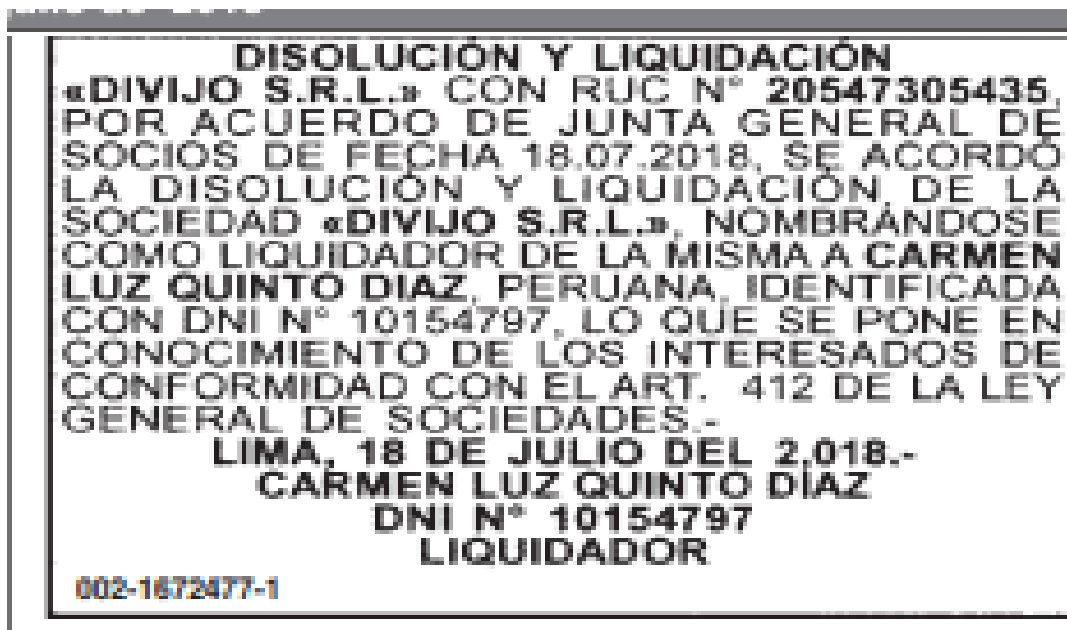 DISOLUCIÓN Y LIQUIDACIÓN
«DIVIJO S.R.L.» CON RUC N° 20547305435,
POR ACUERDO DE JUNTA GENERAL DE
SOCIOS DE FECHA 18.07.2018, SE ACORDÓ
LA DISOLUCIÓN Y LIQUIDACIÓN DE LA
SOCIEDAD «DIVIJO S.R.L.», NOMBRÁNDOSE
COMO LIQUIDADOR DE LA MISMA A CARMEN
LUZ QUINTO DIAZ, PERUANA, IDENTIFICADA
CON DNI N° 10154797, LO QUE SE PONE EN
CONOCIMIENTO DE LOS INTERESADOS DE
CONFORMIDAD CON EL ART. 412 DE LA LEY
GENERAL DE SOCIEDADES.-
LIMA, 18 DE JULIO DEL 2,018.-
CARMEN LUZ QUINTO DÍAZ
DNI N° 10154797
LIQUIDADOR
002-1672477-1